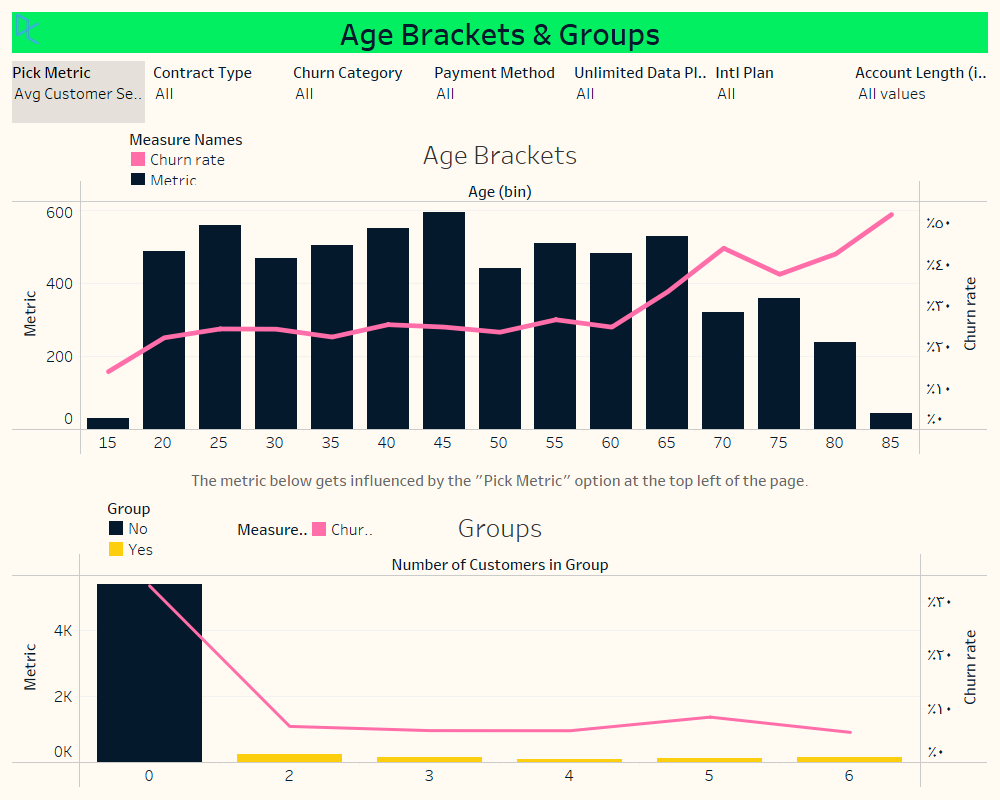 DC
Age Brackets & Groups
Pick Metric
Avg Customer Se..
Contract Type
All
Churn Category
All
Payment Method
All
Unlimited Data Pl..
All
Intl Plan
All
Account Length (i..
All values
Measure Names
Churn rate
Metric
Age Brackets
Age (bin)
Metric
600
400
200
0
٪٥٠
٪٤٠
٪٣٠
٪٢٠
٪١٠
٪٠
Churn rate
15 20 25 30 35 40 45 50 55 60 65 70 75 80 85
The metric below gets influenced by the "Pick Metric" option at the top left of the page.
Group
No
Yes
Measure..
Chur..
Groups
Number of Customers in Group
Metric
4K
2K
0K
٪٣٠
٪٢٠
٪١٠
٪٠
Churn rate
0 2 3 4 5 6